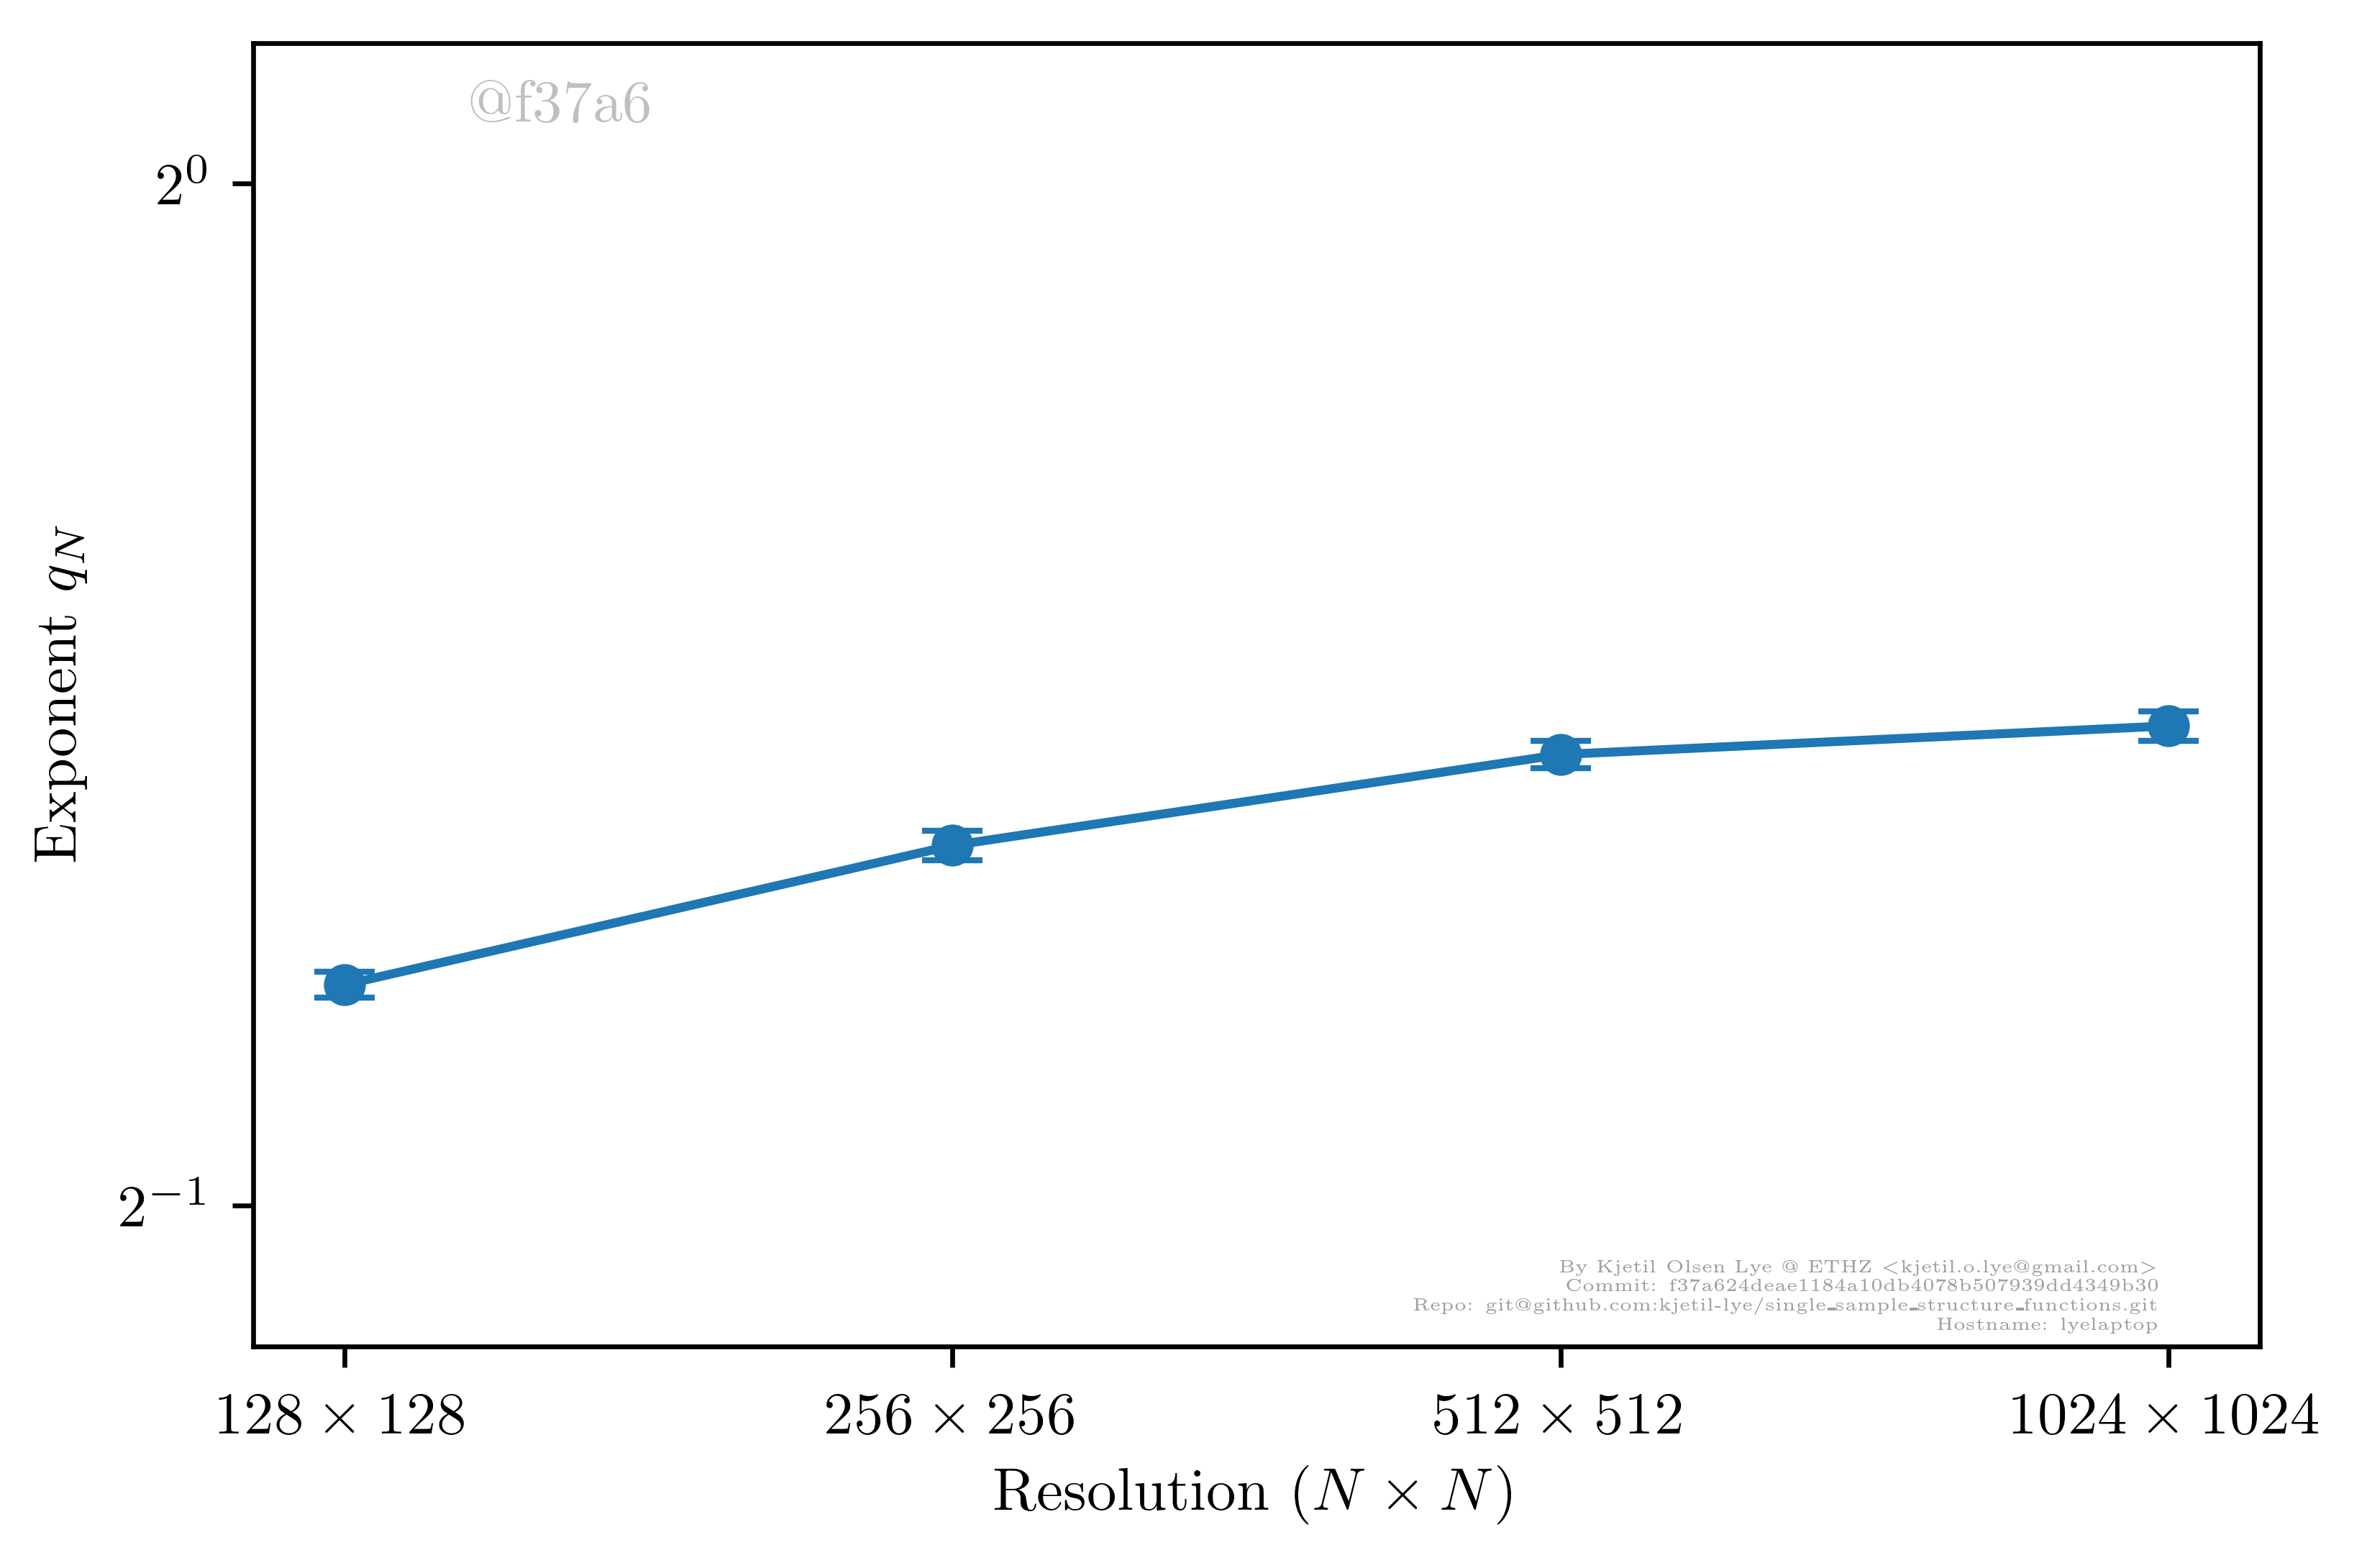 @f37a6
2^0
Exponent q_N
2^{-1}
By Kjetil Olsen Lye @ ETHZ <kjetil.o.lye@gmail.com>
Commit: f37a624deae1184a10db4078b507939dd4349b30
Repo: git@github.com:kjetil-lye/single_sample_structure_functions.git
Hostname: lyelaptop
128 × 128 256 × 256 512 × 512 1024 × 1024
Resolution (N × N)